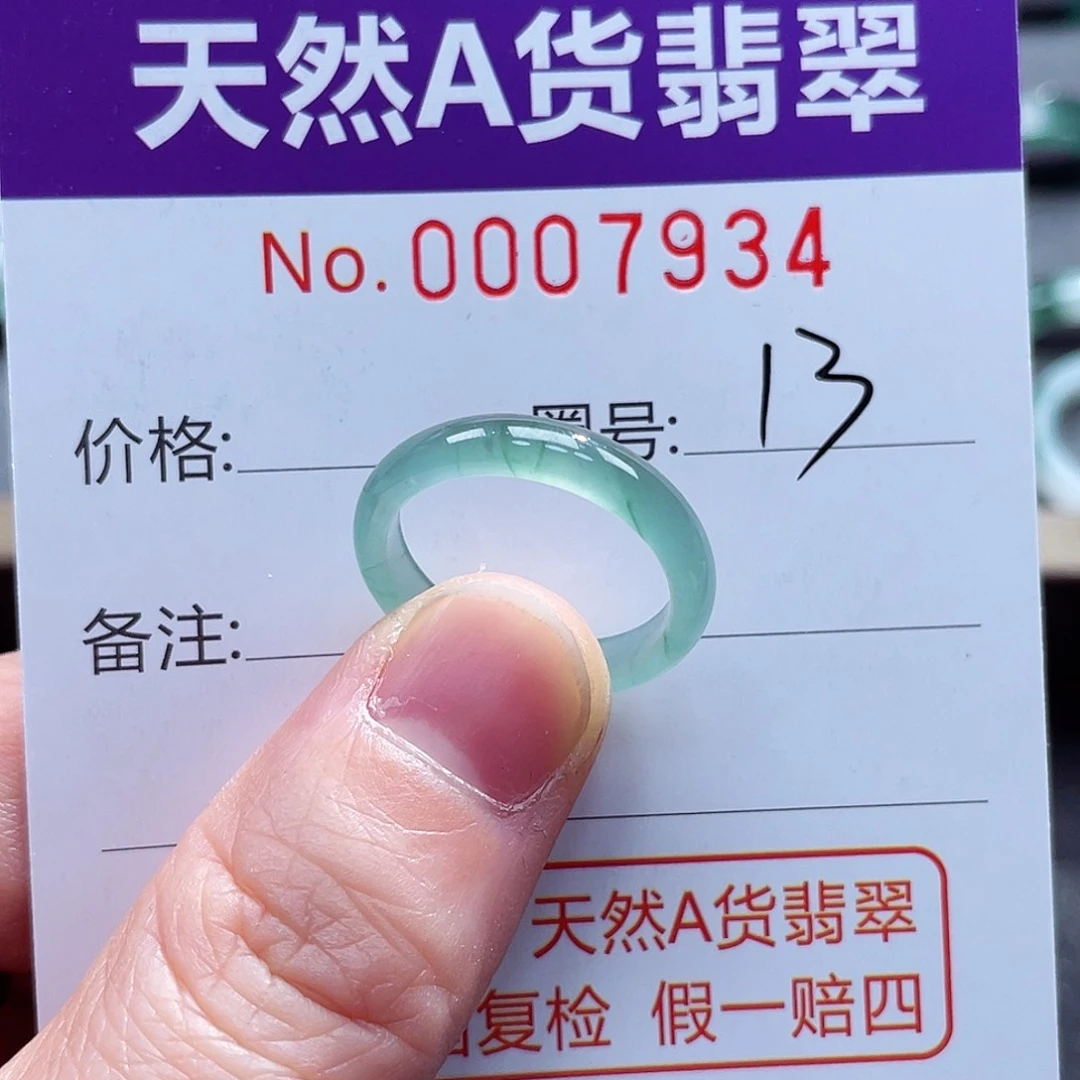 天然A货翡翠
No.0007934
价格: 圈号: 13
备注:
天然A货翡翠
复检 假一赔四